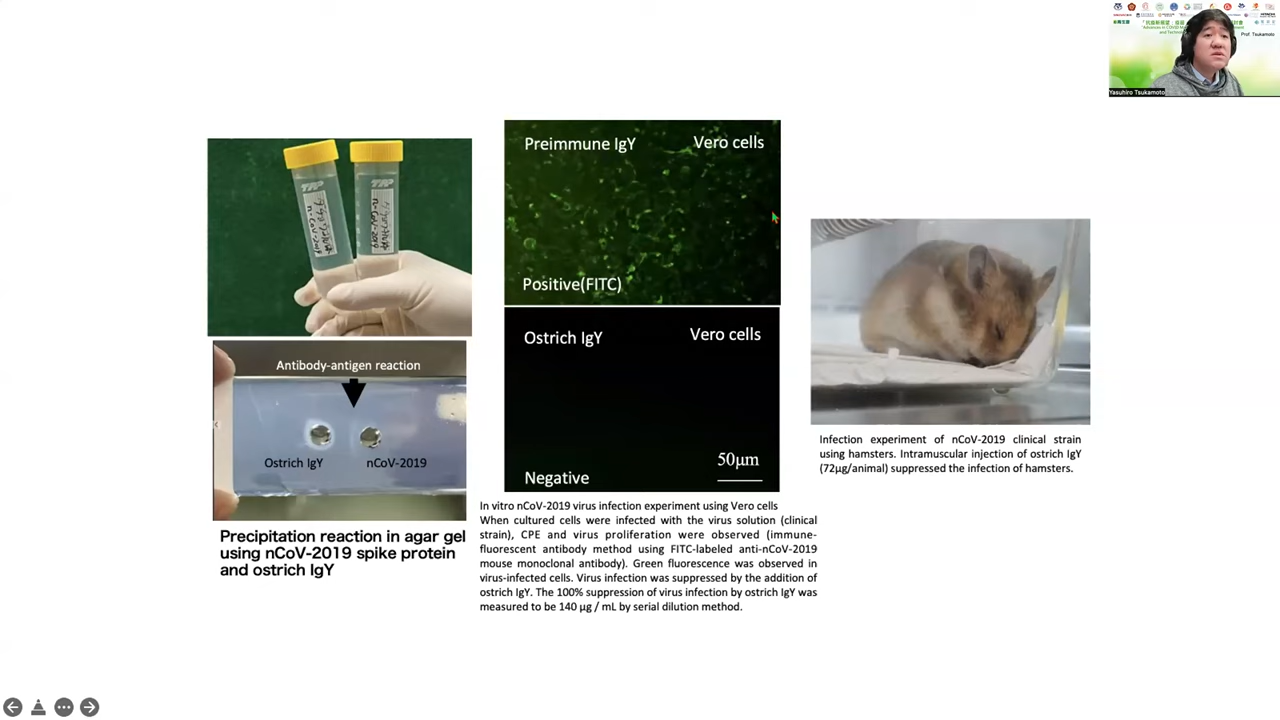 Prof. Tsukamoto
Yasuhiro Tsukamoto
TRP
n-CoV-2019
TRP
n-CoV-2019
Antibody-antigen reaction
Ostrich IgY
nCoV-2019
Precipitation reaction in agar gel
using nCoV-2019 spike protein
and ostrich IgY
Preimmune IgY
Vero cells
Positive(FITC)
Ostrich IgY
Vero cells
50μm
Negative
In vitro nCoV-2019 virus infection experiment using Vero cells
When cultured cells were infected with the virus solution (clinical
strain), CPE and virus proliferation were observed (immune-
fluorescent antibody method using FITC-labeled anti-nCoV-2019
mouse monoclonal antibody). Green fluorescence was observed in
virus-infected cells. Virus infection was suppressed by the addition of
ostrich IgY. The 100% suppression of virus infection by ostrich IgY was
measured to be 140 μg / mL by serial dilution method.
Infection experiment of nCoV-2019 clinical strain
using hamsters. Intramuscular injection of ostrich IgY
(72μg/animal) suppressed the infection of hamsters.